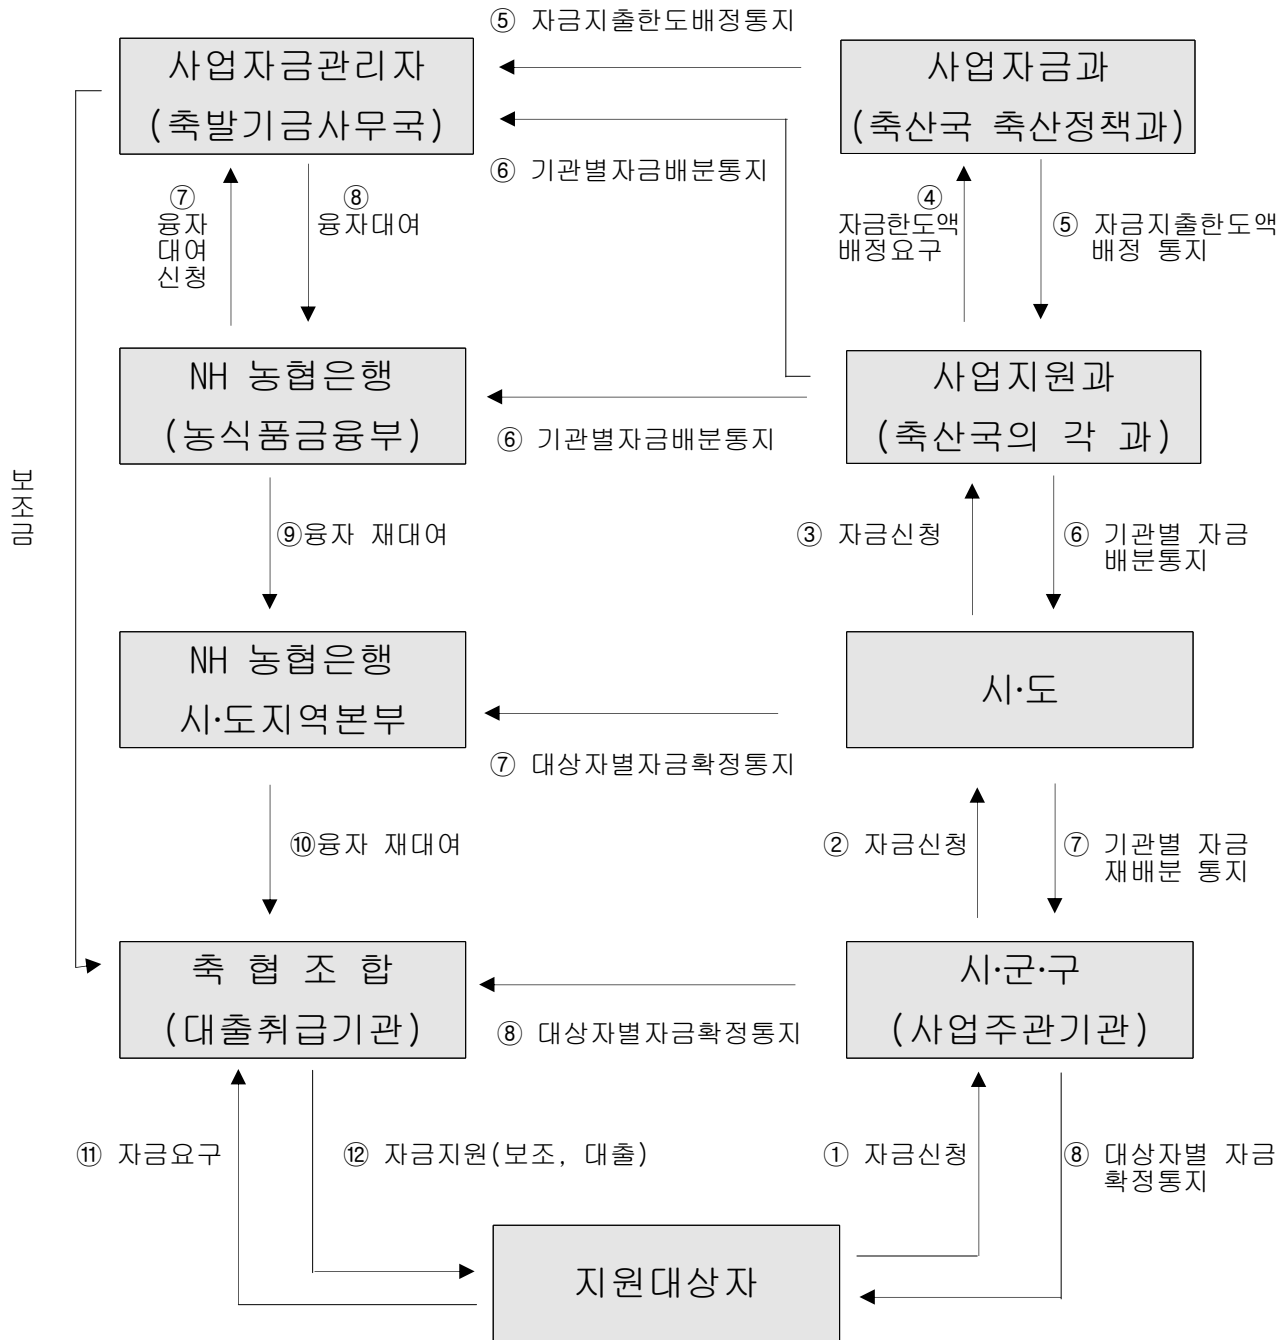 ⑤ 자금지출한도배정통지
사업자금관리자
(축발기금사무국)
사업자금과
(축산국 축산정책과)
⑥ 기관별자금배분통지
⑦
융자
대여
신청
⑧
융자대여
④
자금한도액
배정요구
⑤ 자금지출한도액
배정 통지
NH 농협은행
(농식품금융부)
사업지원과
(축산국의 각 과)
⑥ 기관별자금배분통지
보조금
⑨융자 재대여
③ 자금신청
⑥ 기관별 자금
배분통지
NH 농협은행
시·도지역본부
시·도
⑦ 대상자별자금확정통지
⑩융자 재대여
② 자금신청
⑦ 기관별 자금
재배분 통지
축 협 조 합
(대출취급기관)
시·군·구
(사업주관기관)
⑧ 대상자별자금확정통지
⑪ 자금요구
⑫ 자금지원(보조, 대출)
① 자금신청
⑧ 대상자별 자금
확정통지
지원대상자